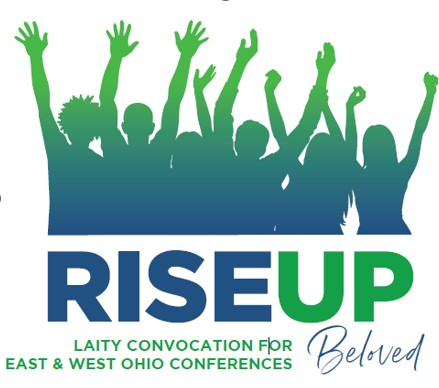 RISEUP
LAITY CONVOCATION FOR
EAST & WEST OHIO CONFERENCES
Beloved